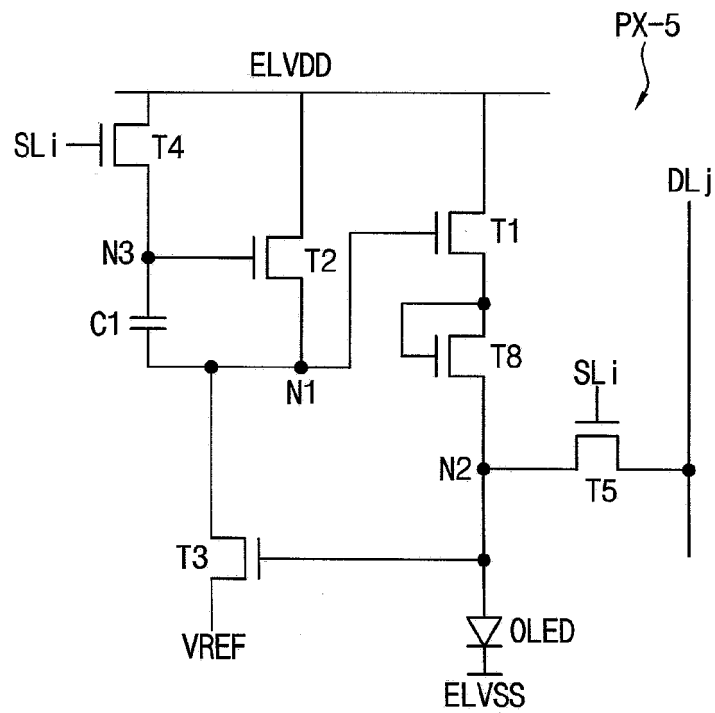 PX-5
ELVDD
SLi
T4
DLj
N3
T2
T1
C1
T8
N1
SLi
N2
T5
T3
VREF
OLED
ELVSS